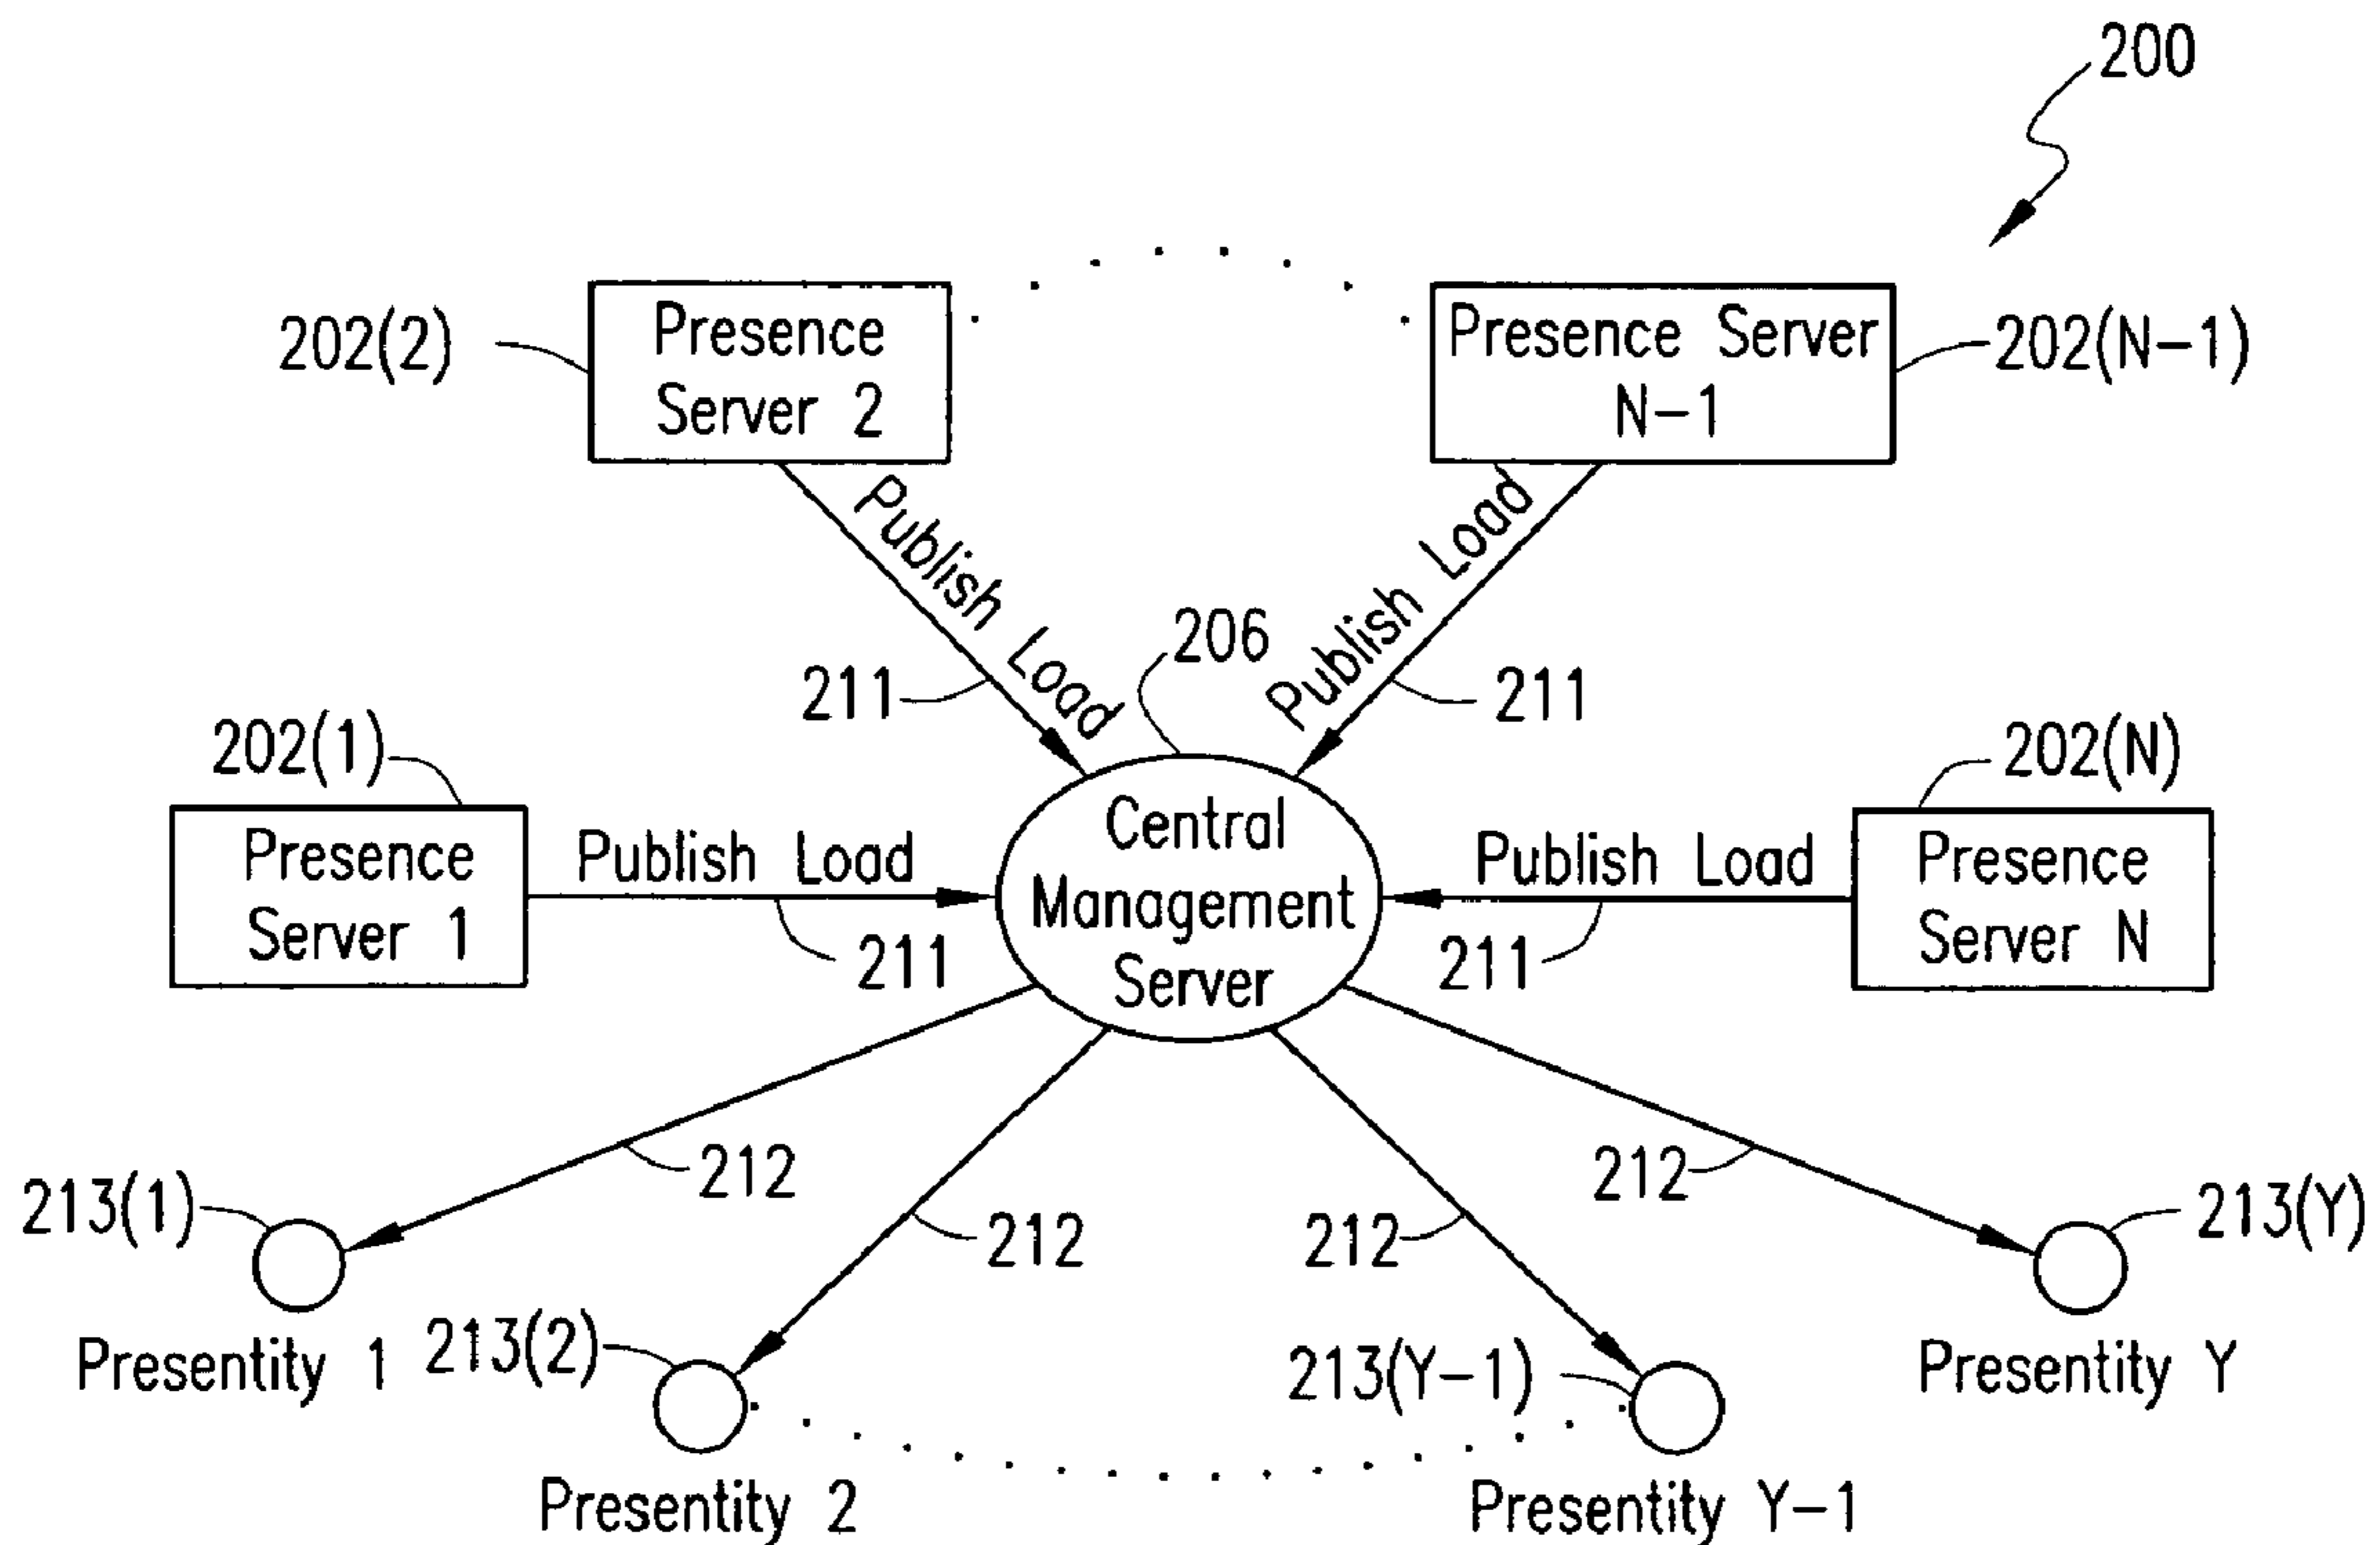 200
202(2)
Presence
Server 2
Presence Server
N-1
202(N-1)
Publish Load
Publish Load
206
211
211
202(1)
202(N)
Presence
Server 1
Publish Load
211
Central
Management
Server
Publish Load
211
Presence
Server N
212
212
212
212
213(1)
213(Y)
Presentity 1
213(2)
213(Y-1)
Presentity Y
Presentity 2
Presentity Y-1